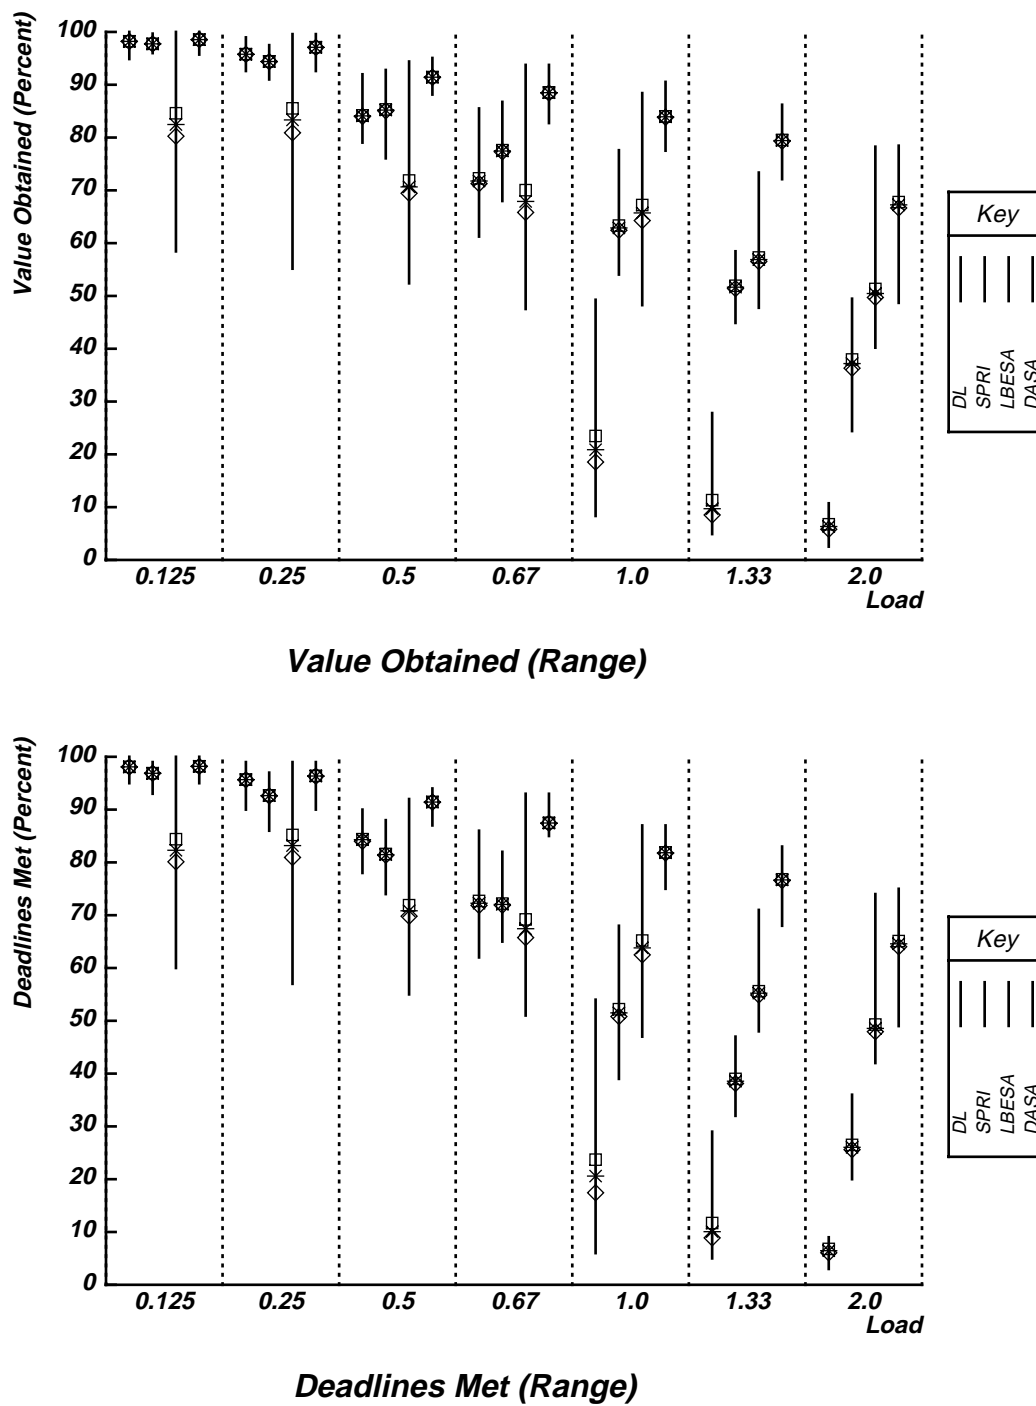 Value Obtained (Percent)
100
90
80
70
60
50
40
30
20
10
0
0.125 0.25 0.5 0.67 1.0 1.33 2.0
Load
Key
DL
SPRI
LBESA
DASA
Value Obtained (Range)
Deadlines Met (Percent)
100
90
80
70
60
50
40
30
20
10
0
0.125 0.25 0.5 0.67 1.0 1.33 2.0
Load
Key
DL
SPRI
LBESA
DASA
Deadlines Met (Range)